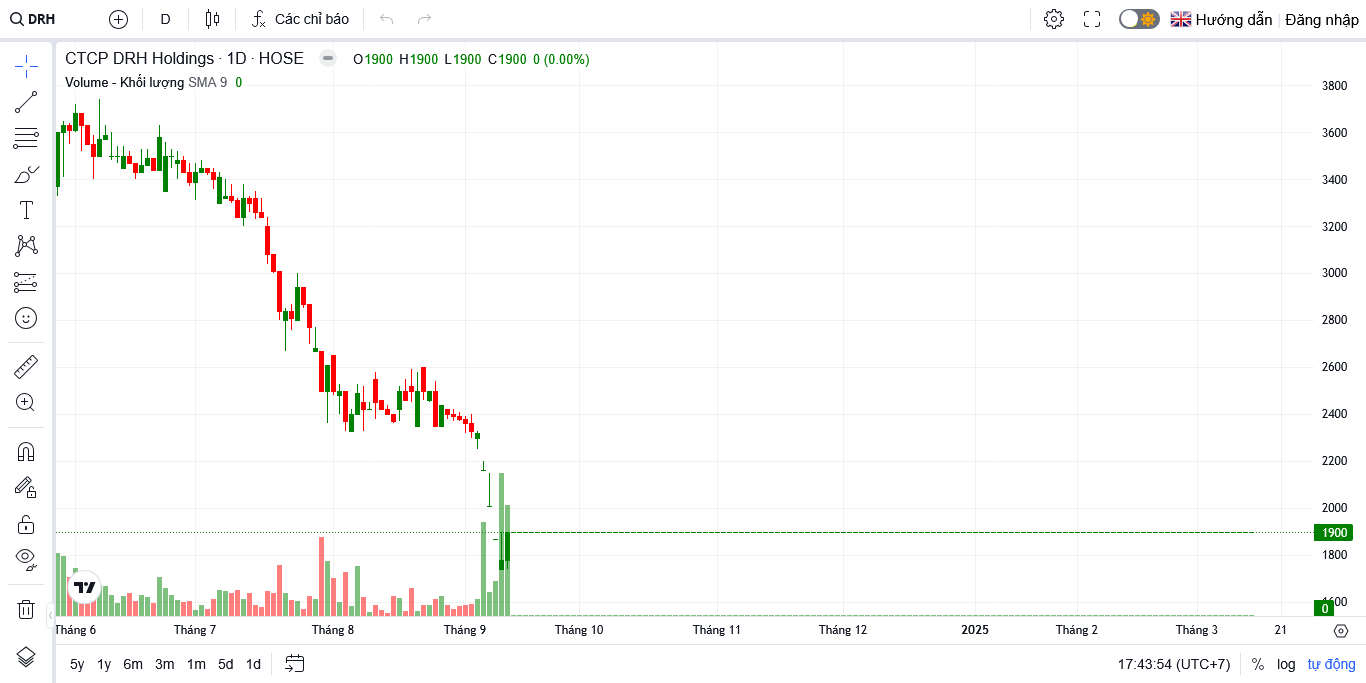 DRH D Các chỉ báo Hướng dẫn Đăng nhập
CTCP DRH Holdings · 1D · HOSE O1900 H1900 L1900 C1900 0 (0.00%)
Volume - Khối lượng SMA 9 0
3800
3600
3400
3200
3000
2800
2600
2400
2200
2000
1900
1800
1600
0
Tháng 6 Tháng 7 Tháng 8 Tháng 9 Tháng 10 Tháng 11 Tháng 12 2025 Tháng 2 Tháng 3 21
5y 1y 6m 3m 1m 5d 1d 17:43:54 (UTC+7) % log tự động